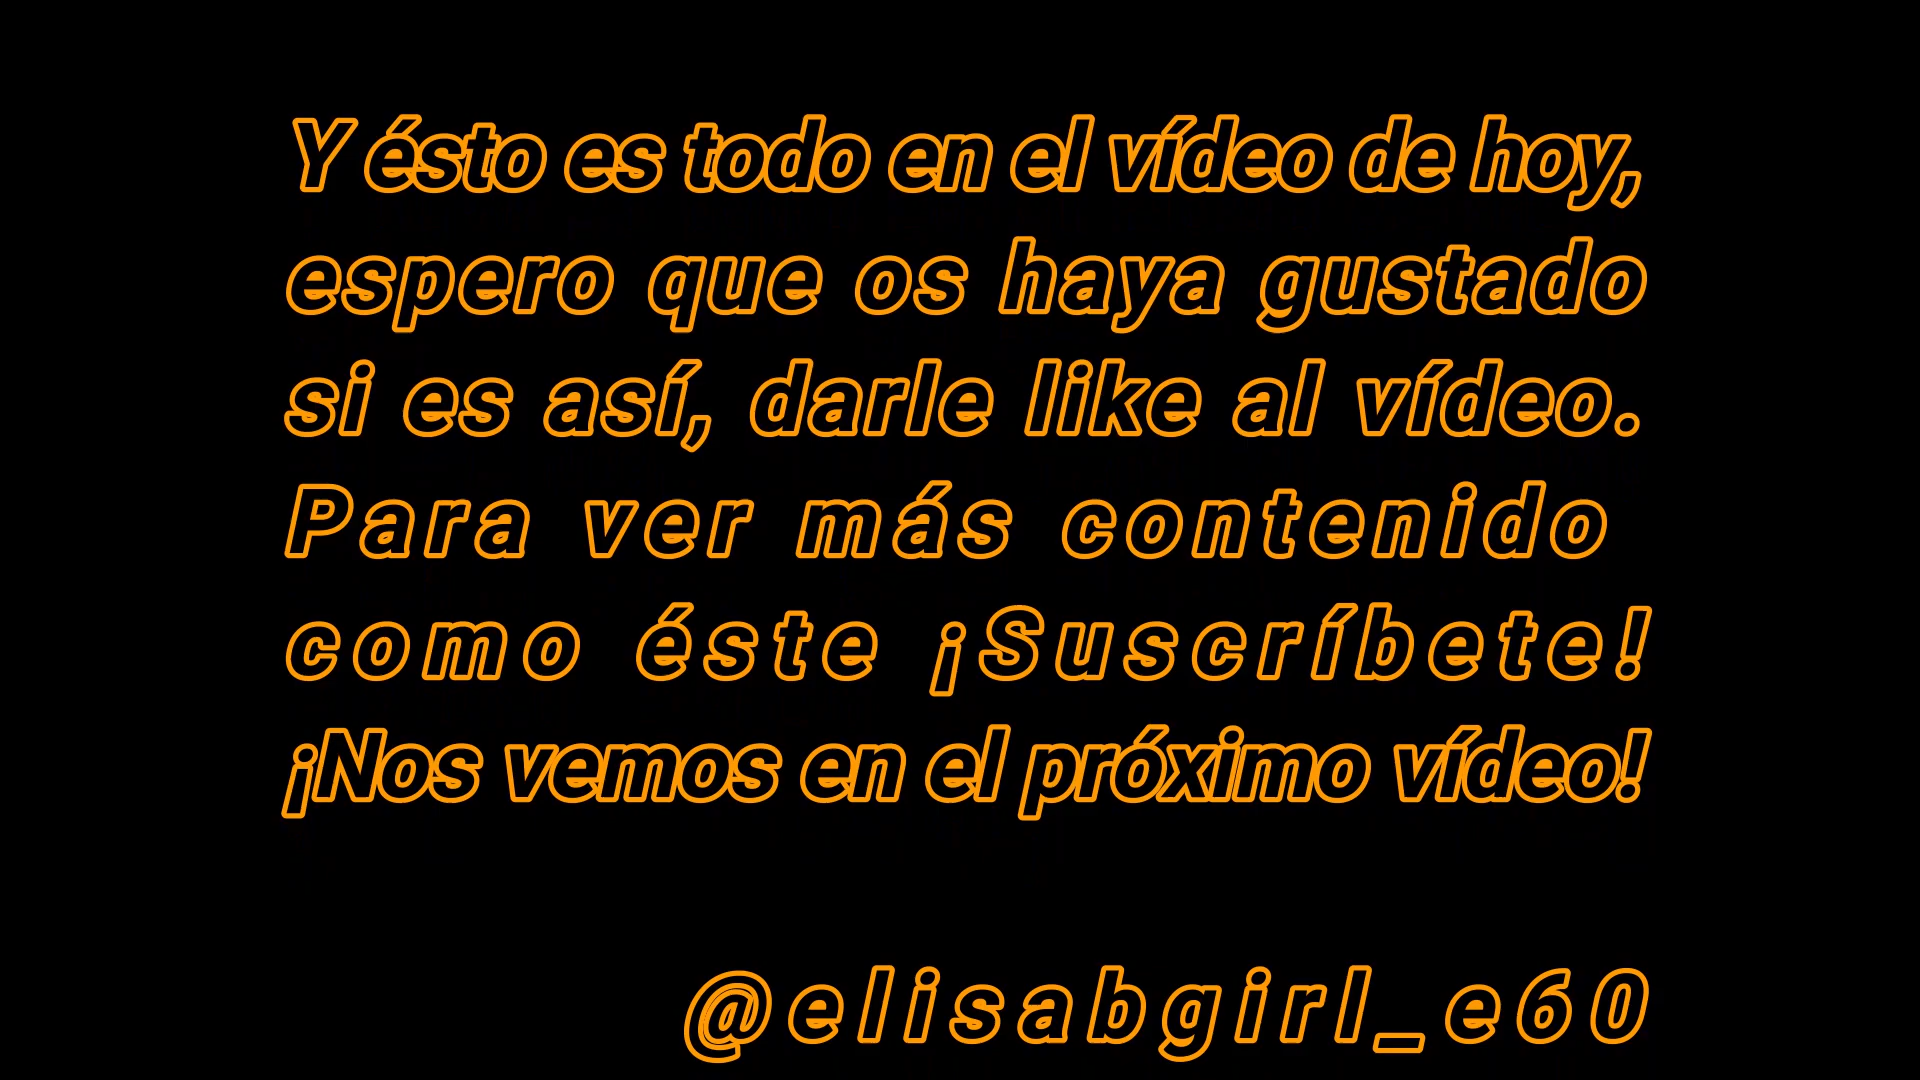 Y ésto es todo en el vídeo de hoy,
espero que os haya gustado
si es así, darle like al vídeo.
Para ver más contenido
como éste ¡Suscríbete!
¡Nos vemos en el próximo vídeo!
@elisabgirl_e60